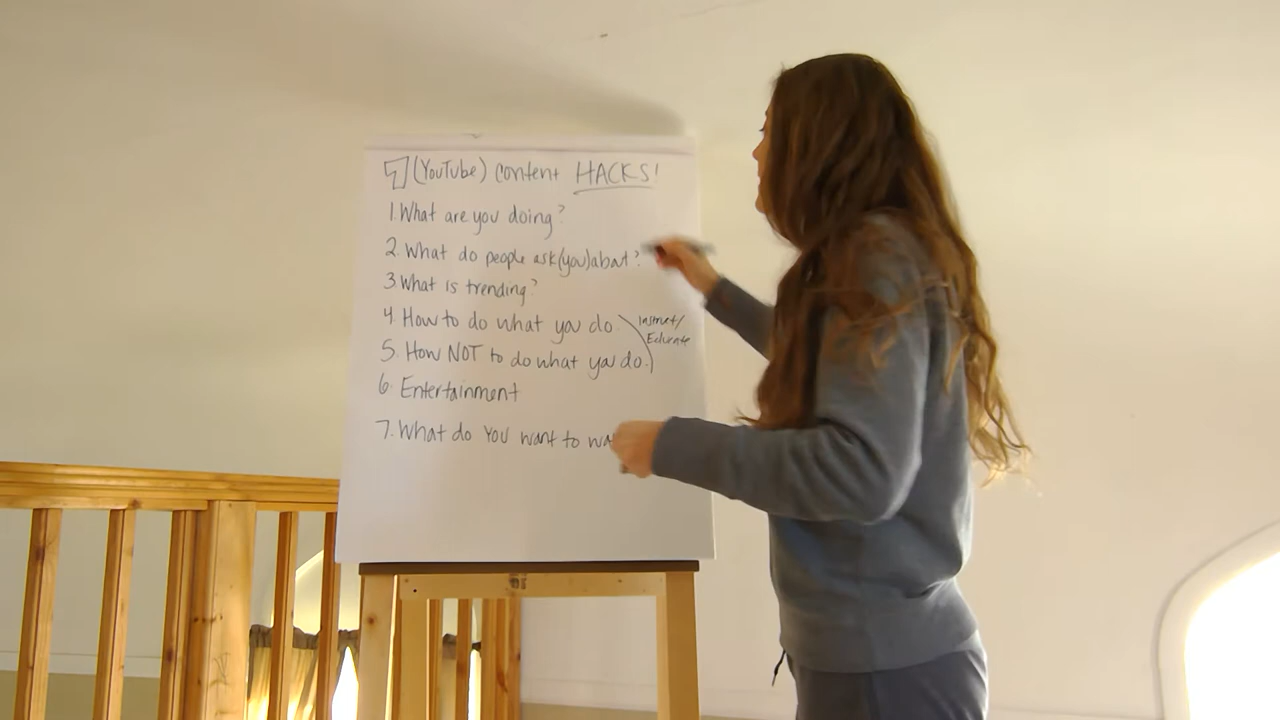 7 (YouTube) content HACKS!
1. What are you doing?
2. What do people ask (you) about?
3. What is trending?
4. How to do what you do.
Instruct/
Educate
5. How NOT to do what you do.
6. Entertainment
7. What do YOU want to